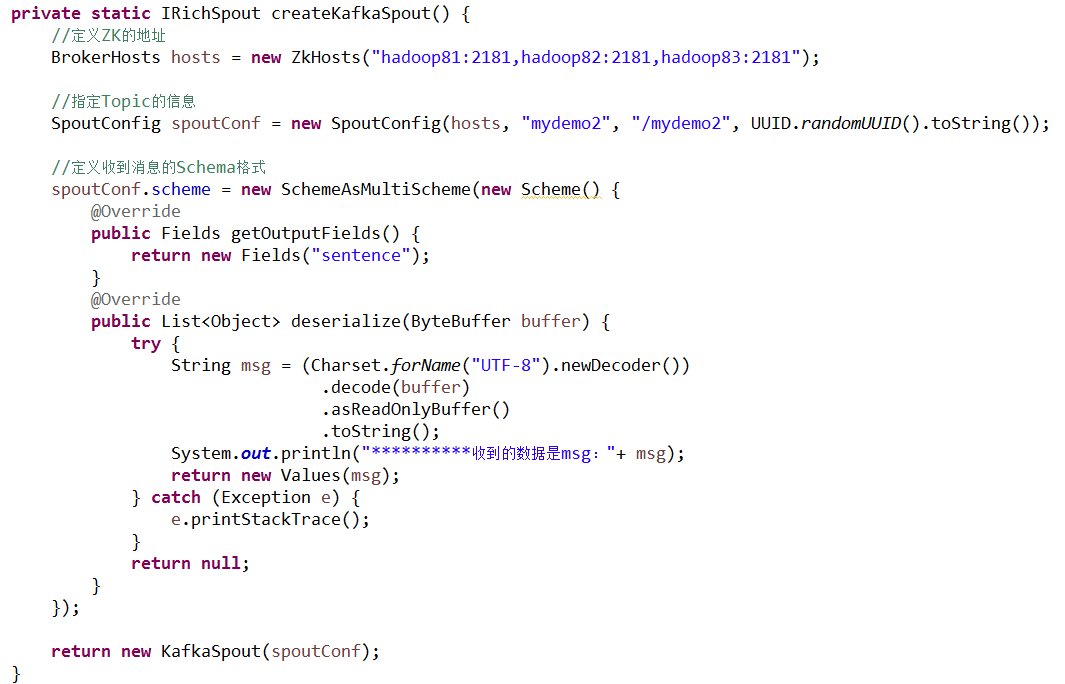 private static IRichSpout createKafkaSpout() {
    //定义ZK的地址
    BrokerHosts hosts = new ZkHosts("hadoop81:2181,hadoop82:2181,hadoop83:2181");

    //指定Topic的信息
    SpoutConfig spoutConf = new SpoutConfig(hosts, "mydemo2", "/mydemo2", UUID.randomUUID().toString());

    //定义收到消息的Schema格式
    spoutConf.scheme = new SchemeAsMultiScheme(new Scheme() {
        @Override
        public Fields getOutputFields() {
            return new Fields("sentence");
        }
        @Override
        public List<Object> deserialize(ByteBuffer buffer) {
            try {
                String msg = (Charset.forName("UTF-8").newDecoder())
                               .decode(buffer)
                               .asReadOnlyBuffer()
                               .toString();
                System.out.println("**********收到的数据是msg："+ msg);
                return new Values(msg);
            } catch (Exception e) {
                e.printStackTrace();
            }
            return null;
        }
    });

    return new KafkaSpout(spoutConf);
}